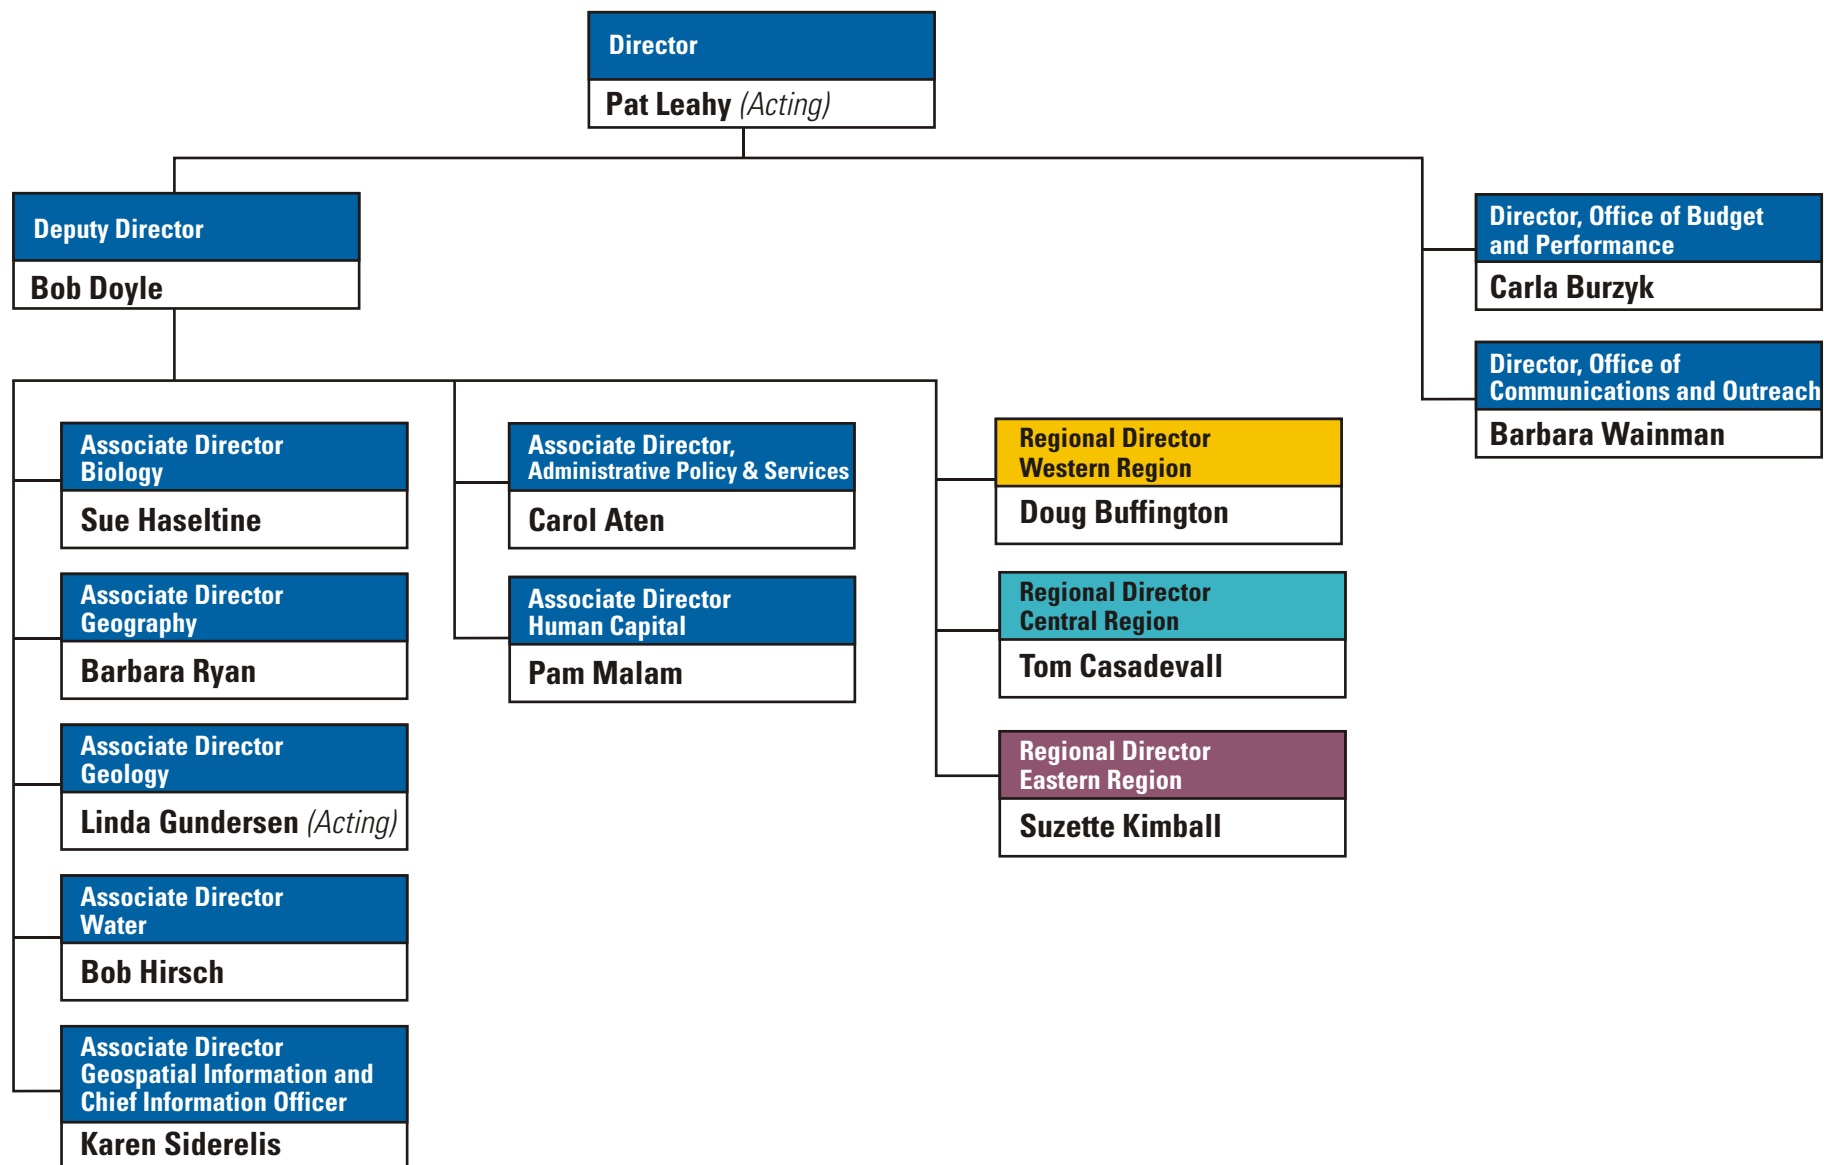 Director
Pat Leahy (Acting)
Deputy Director
Bob Doyle
Director, Office of Budget
and Performance
Carla Burzyk
Director, Office of
Communications and Outreach
Barbara Wainman
Associate Director
Biology
Sue Haseltine
Associate Director
Geography
Barbara Ryan
Associate Director
Geology
Linda Gundersen (Acting)
Associate Director
Water
Bob Hirsch
Associate Director
Geospatial Information and
Chief Information Officer
Karen Siderelis
Associate Director,
Administrative Policy & Services
Carol Aten
Associate Director
Human Capital
Pam Malam
Regional Director
Western Region
Doug Buffington
Regional Director
Central Region
Tom Casadevall
Regional Director
Eastern Region
Suzette Kimball